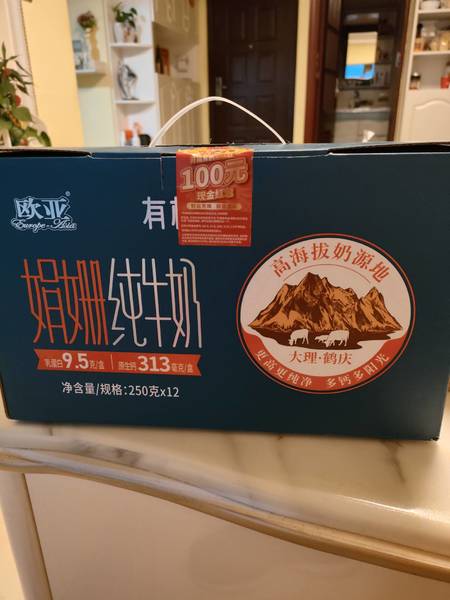 100元
现金红包
欧亚
Europe-Asia
有
娟姗纯牛奶
乳蛋白9.5克/盒 原生钙313毫克/盒
净含量/规格:250克x12
高海拔奶源地
大理·鹤庆
更高更纯净 多钙多阳光